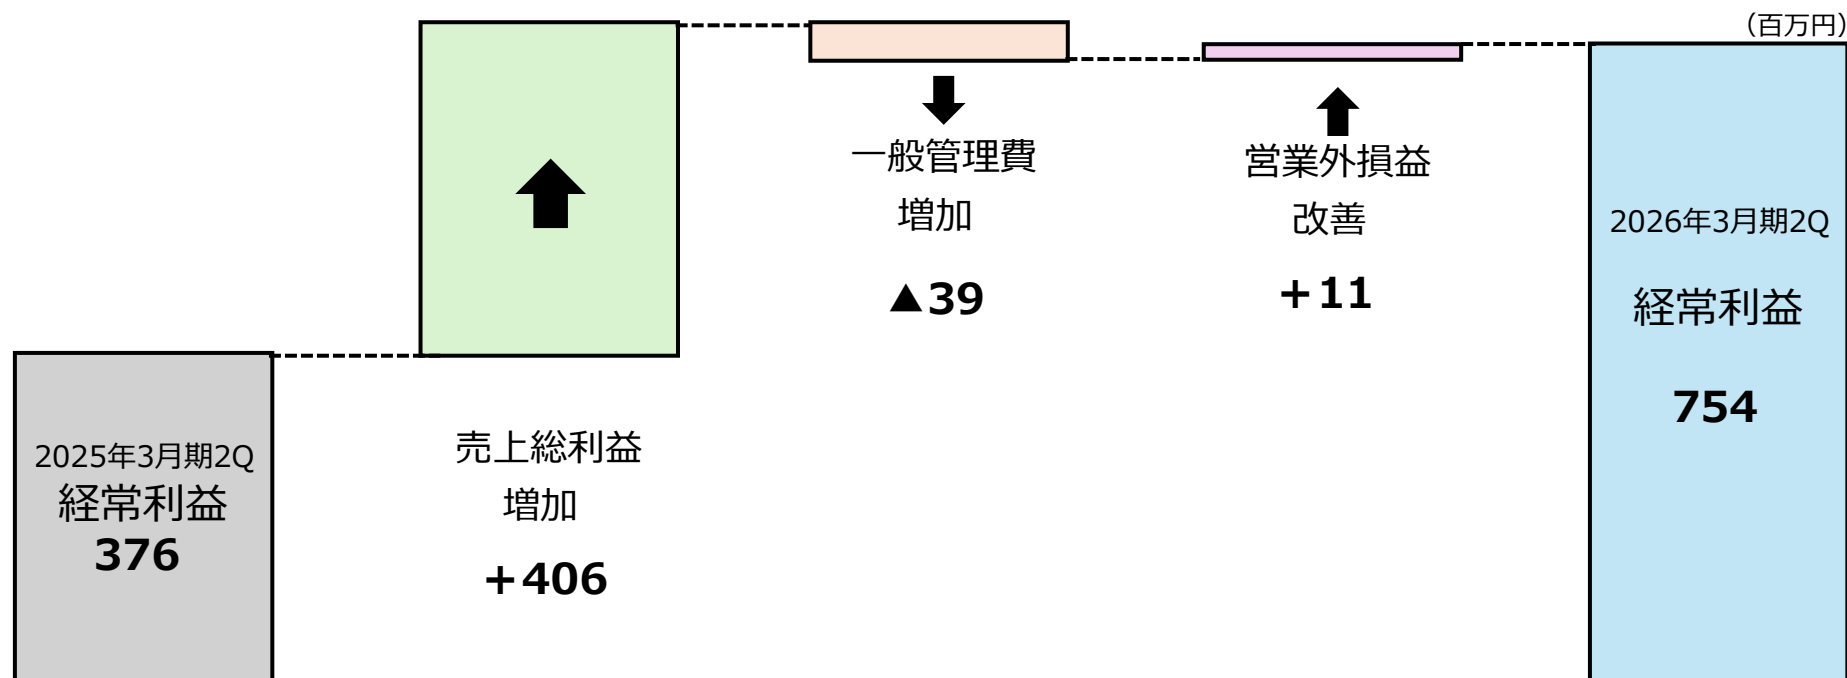 （百万円）
2025年3月期2Q
経常利益
376
売上総利益
増加
＋406
一般管理費
増加
▲39
営業外損益
改善
＋11
2026年3月期2Q
経常利益
754